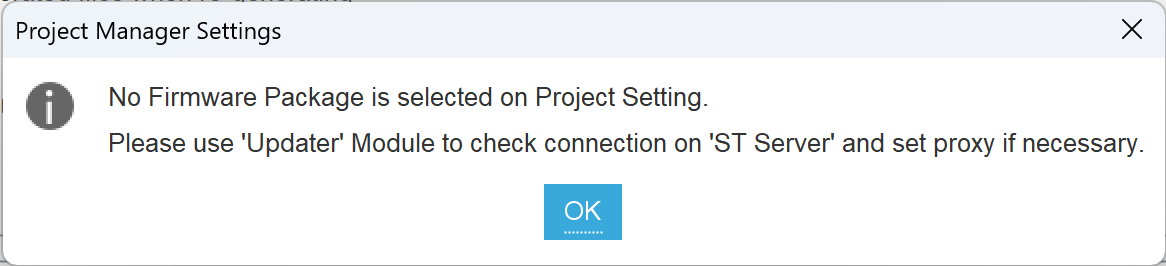 Project Manager Settings
No Firmware Package is selected on Project Setting.
Please use 'Updater' Module to check connection on 'ST Server' and set proxy if necessary.
OK